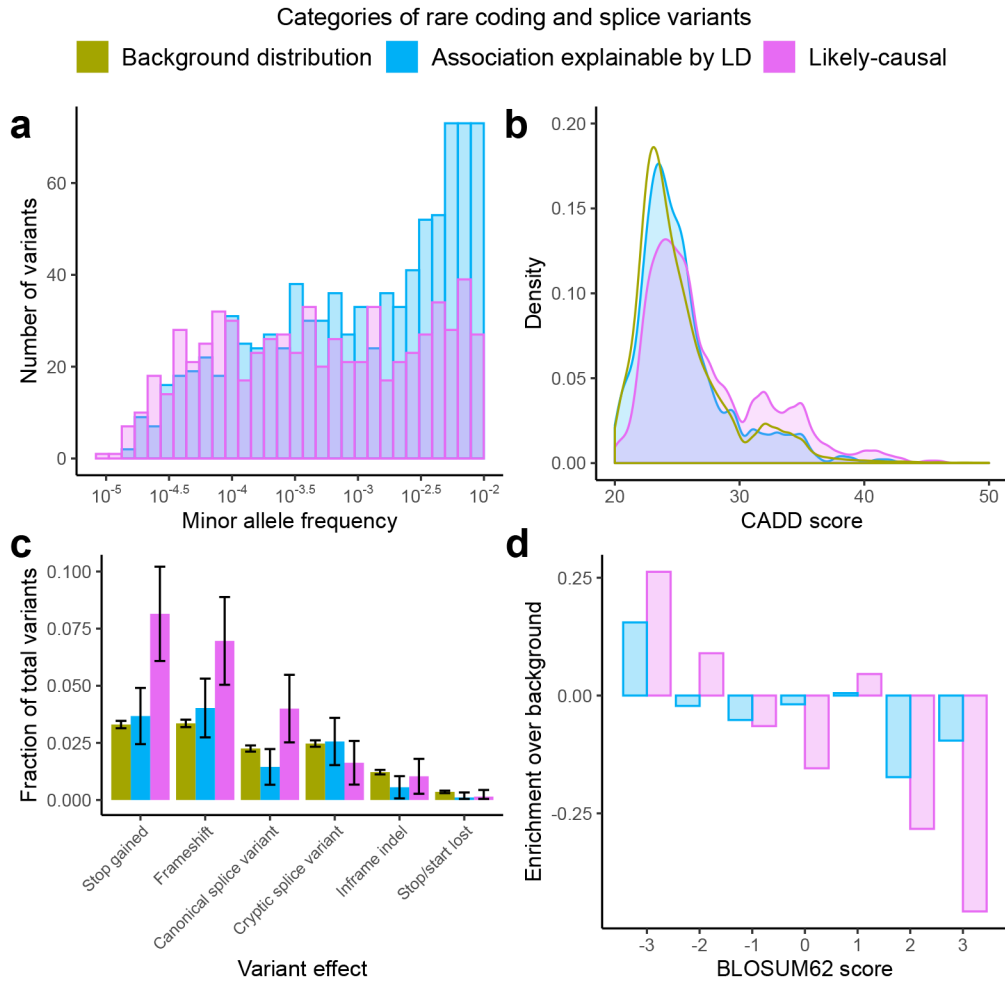 Categories of rare coding and splice variants
Background distribution Association explainable by LD Likely-causal
a
Number of variants
60
40
20
0
10-5 10-4.5 10-4 10-3.5 10-3 10-2.5 10-2
Minor allele frequency
b
Density
0.20
0.15
0.10
0.05
0.00
20 30 40 50
CADD score
c
Fraction of total variants
0.100
0.075
0.050
0.025
0.000
Stop gained
Frameshift
Canonical splice variant
Cryptic splice variant
Inframe indel
Stop/start lost
Variant effect
d
Enrichment over background
0.25
0.00
-0.25
-3 -2 -1 0 1 2 3
BLOSUM62 score